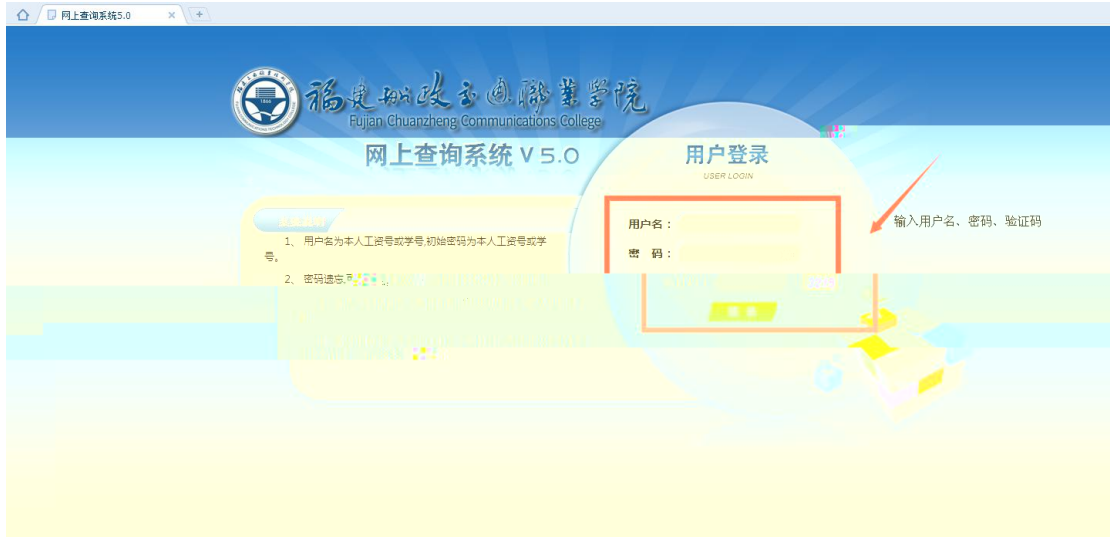 网上查询系统5.0
福建船政交通職業学院
Fujian Chuanzheng Communications College
网上查询系统 V 5.0
用户登录
USER LOGIN
用户名：
密 码：
输入用户名、密码、验证码
1、 用户名为本人工资号或学号,初始密码为本人工资号或学
号。
2、 密码遗忘,
登 录